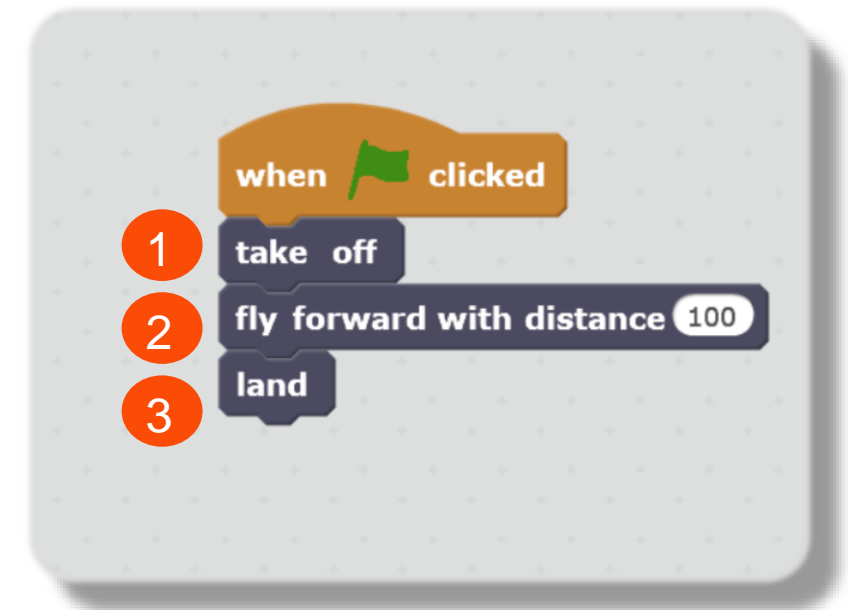 when clicked
1 take off
2 fly forward with distance 100
3 land